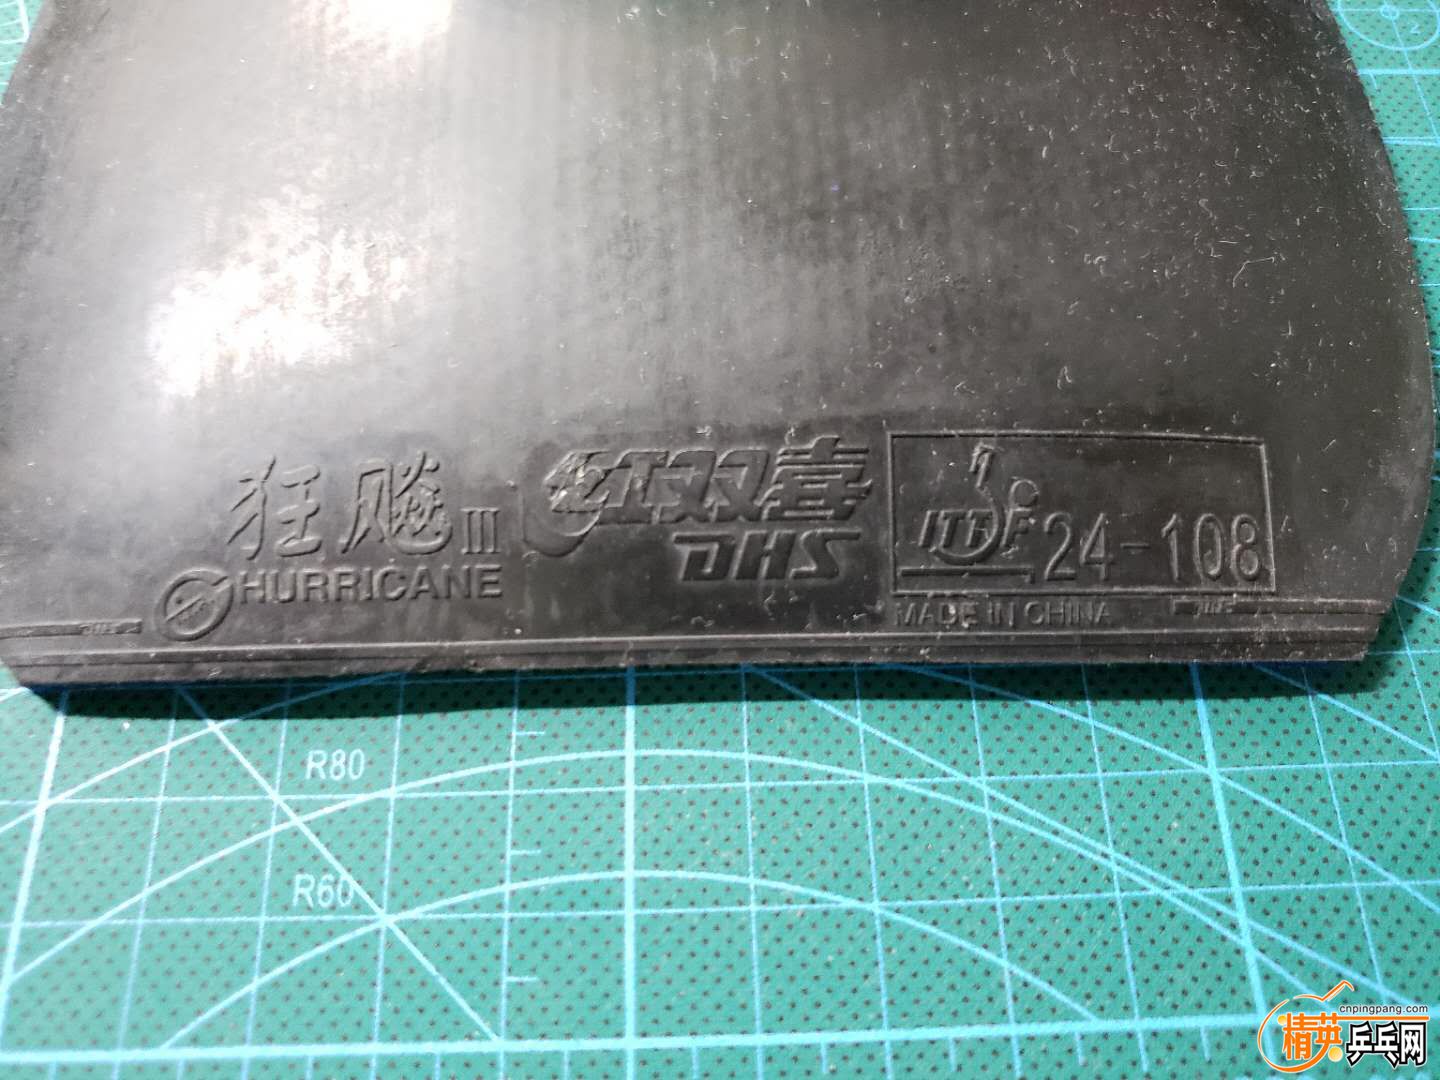 狂飚III
HURRICANE
红双喜
DHS
ITTF
24-108
MADE IN CHINA
R80
R60
cnpingpang.com
精英乒乓网